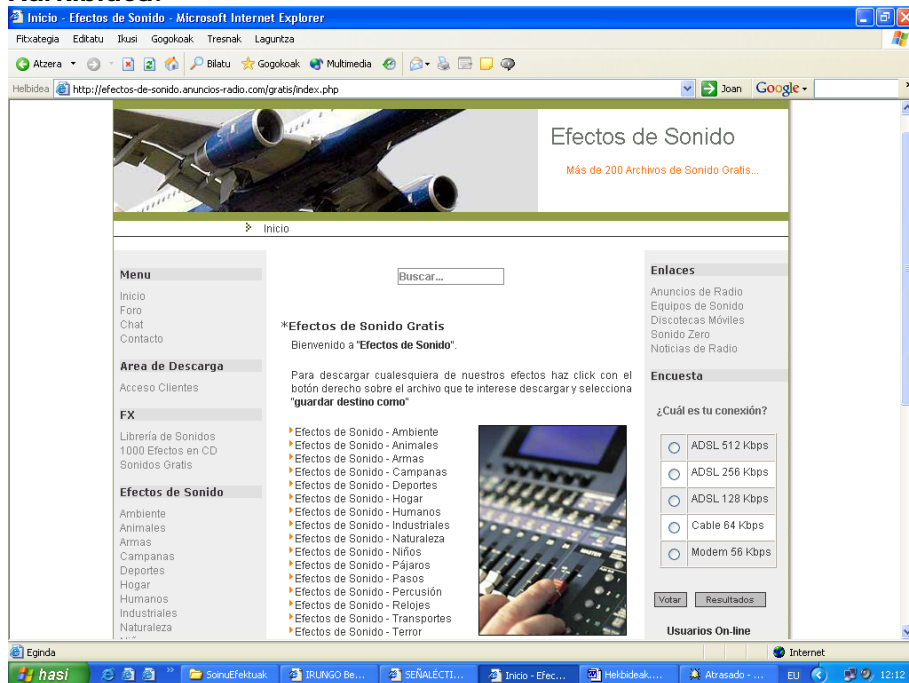 Inicio - Efectos de Sonido - Microsoft Internet Explorer
Fitxategia Editatu Ikusi Gogokoak Tresnak Laguntza
Atzera Bilatu Gogokoak Multimedia
Helbidea http://efectos-de-sonido.anuncios-radio.com/gratis/index.php Joan Google
Efectos de Sonido
Más de 200 Archivos de Sonido Gratis...
Inicio
Menu
Inicio
Foro
Chat
Contacto
Area de Descarga
Acceso Clientes
FX
Librería de Sonidos
1000 Efectos en CD
Sonidos Gratis
Efectos de Sonido
Ambiente
Animales
Armas
Campanas
Deportes
Hogar
Humanos
Industriales
Naturaleza
Buscar...
*Efectos de Sonido Gratis
Bienvenido a "Efectos de Sonido".
Para descargar cualesquiera de nuestros efectos haz click con el
botón derecho sobre el archivo que te interese descargar y selecciona
"guardar destino como"
Efectos de Sonido - Ambiente
Efectos de Sonido - Animales
Efectos de Sonido - Armas
Efectos de Sonido - Campanas
Efectos de Sonido - Deportes
Efectos de Sonido - Hogar
Efectos de Sonido - Humanos
Efectos de Sonido - Industriales
Efectos de Sonido - Naturaleza
Efectos de Sonido - Niños
Efectos de Sonido - Pájaros
Efectos de Sonido - Pasos
Efectos de Sonido - Percusión
Efectos de Sonido - Relojes
Efectos de Sonido - Transportes
Efectos de Sonido - Terror
Enlaces
Anuncios de Radio
Equipos de Sonido
Discotecas Móviles
Sonido Zero
Noticias de Radio
Encuesta
¿Cuál es tu conexión?
ADSL 512 Kbps
ADSL 256 Kbps
ADSL 128 Kbps
Cable 64 Kbps
Modem 56 Kbps
Votar Resultados
Usuarios On-line
Eginda Internet
hasi SoinuEfektuak IRUNGO Be... SEÑALÉCTI... Inicio - Efec... Helbideak.... Atrasado - ... EU 12:12